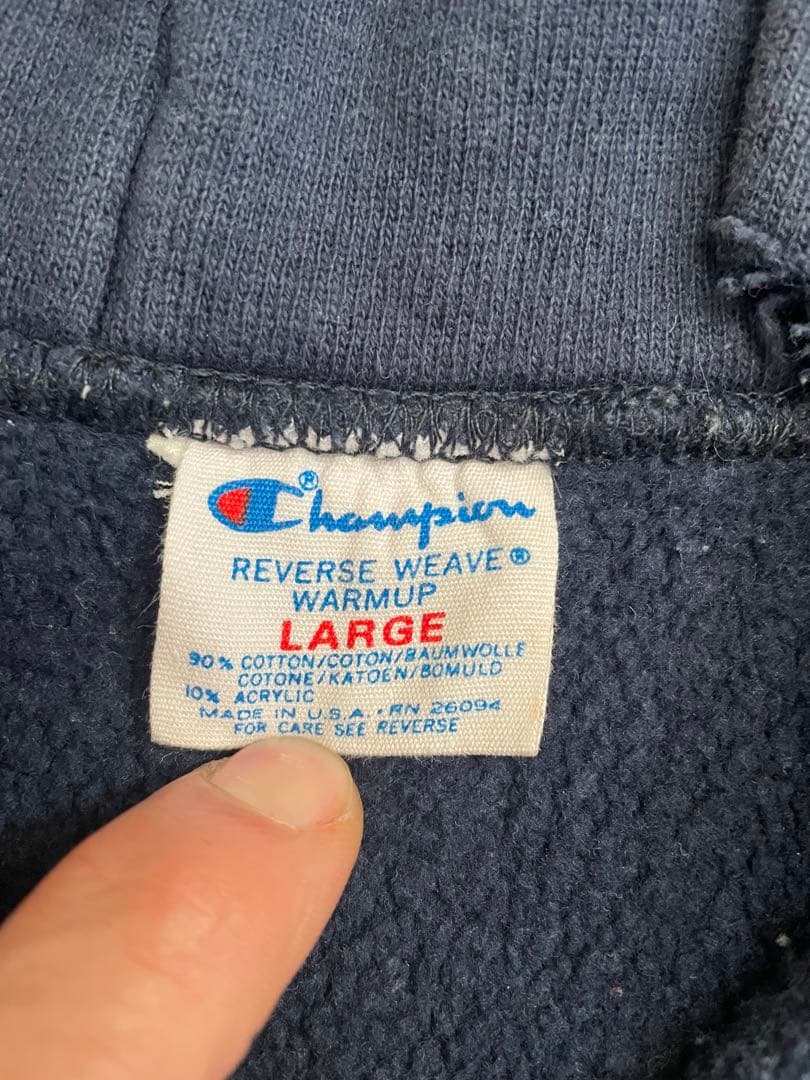 Champion®
REVERSE WEAVE®
WARMUP
LARGE
90% COTTON/COTON/BAUMWOLLE
COTONE/KATOEN/BOMULD
10% ACRYLIC
MADE IN U.S.A. • RN 26094
FOR CARE SEE REVERSE